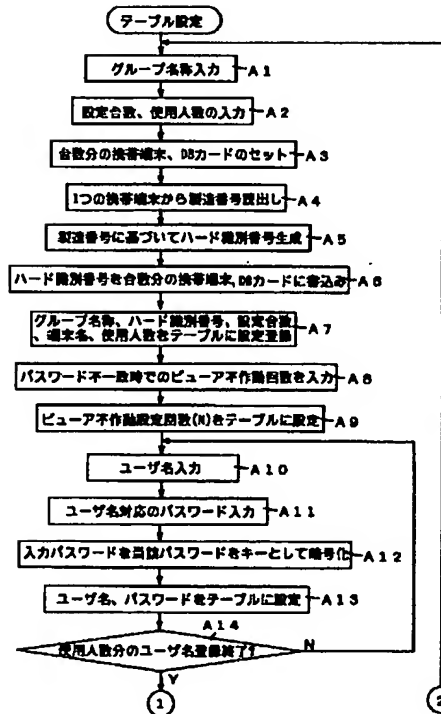 テーブル設定
グループ名称入力 A1
設定台数、使用人数の入力 A2
台数分の携帯端末、DBカードのセット A3
1つの携帯端末から製造番号読出し A4
製造番号に基づいてハード識別番号生成 A5
ハード識別番号を台数分の携帯端末,DBカードに書込み A6
グループ名称、ハード識別番号、設定台数
、端末名、使用人数をテーブルに設定登録 A7
パスワード不一致時でのビューア不作動回数を入力 A8
ビューア不作動設定回数(N)をテーブルに設定 A9
ユーザ名入力 A10
ユーザ名対応のパスワード入力 A11
入力パスワードを当該パスワードをキーとして暗号化 A12
ユーザ名、パスワードをテーブルに設定 A13
A14
使用人数分のユーザ名登録終了? N
Y
1 2